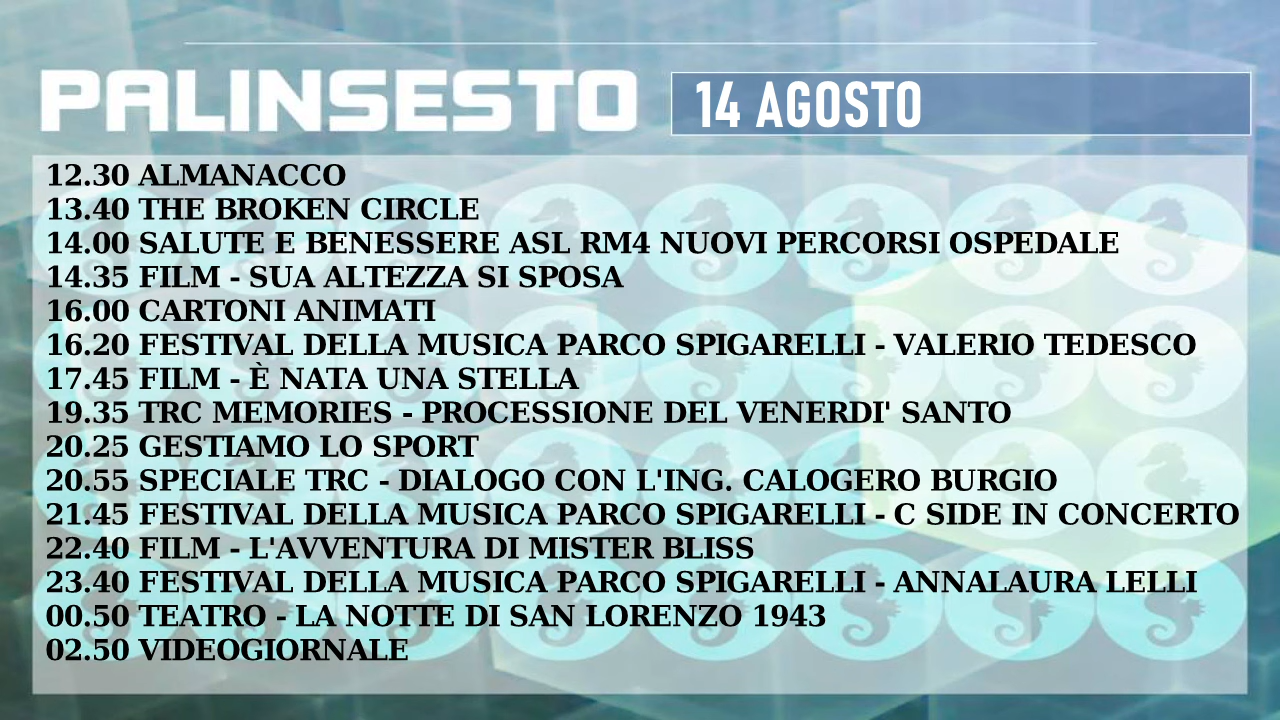 PALINSESTO
14 AGOSTO
12.30 ALMANACCO
13.40 THE BROKEN CIRCLE
14.00 SALUTE E BENESSERE ASL RM4 NUOVI PERCORSI OSPEDALE
14.35 FILM - SUA ALTEZZA SI SPOSA
16.00 CARTONI ANIMATI
16.20 FESTIVAL DELLA MUSICA PARCO SPIGARELLI - VALERIO TEDESCO
17.45 FILM - È NATA UNA STELLA
19.35 TRC MEMORIES - PROCESSIONE DEL VENERDI' SANTO
20.25 GESTIAMO LO SPORT
20.55 SPECIALE TRC - DIALOGO CON L'ING. CALOGERO BURGIO
21.45 FESTIVAL DELLA MUSICA PARCO SPIGARELLI - C SIDE IN CONCERTO
22.40 FILM - L'AVVENTURA DI MISTER BLISS
23.40 FESTIVAL DELLA MUSICA PARCO SPIGARELLI - ANNALAURA LELLI
00.50 TEATRO - LA NOTTE DI SAN LORENZO 1943
02.50 VIDEOGIORNALE